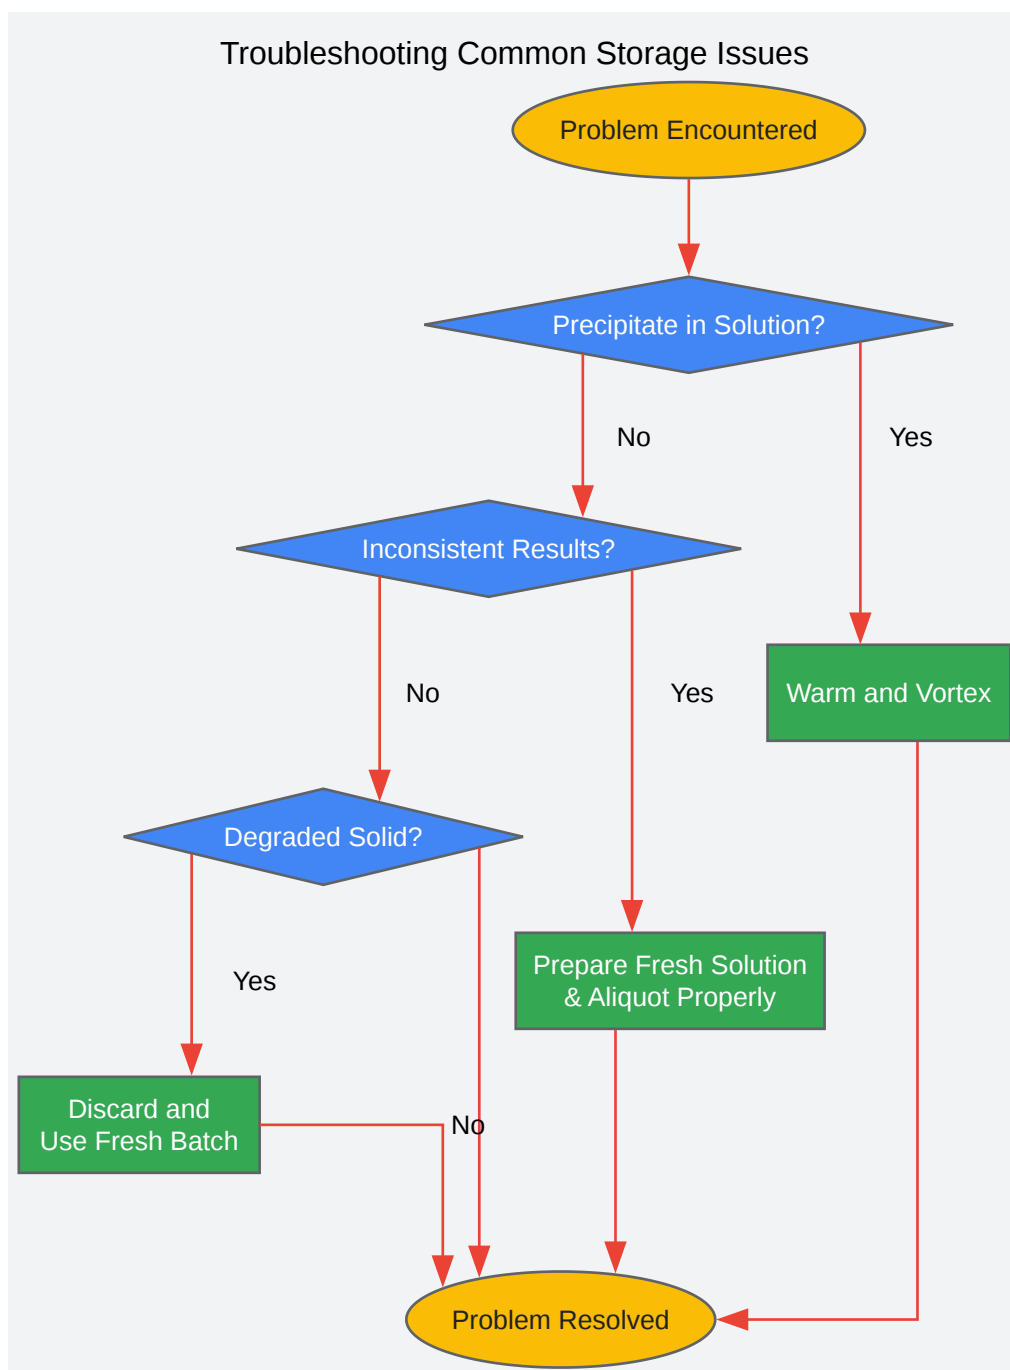 Troubleshooting Common Storage Issues
Problem Encountered
Precipitate in Solution?
No
Yes
Inconsistent Results?
No
Yes
Warm and Vortex
Degraded Solid?
Yes
Prepare Fresh Solution
& Aliquot Properly
Discard and
Use Fresh Batch
No
Problem Resolved